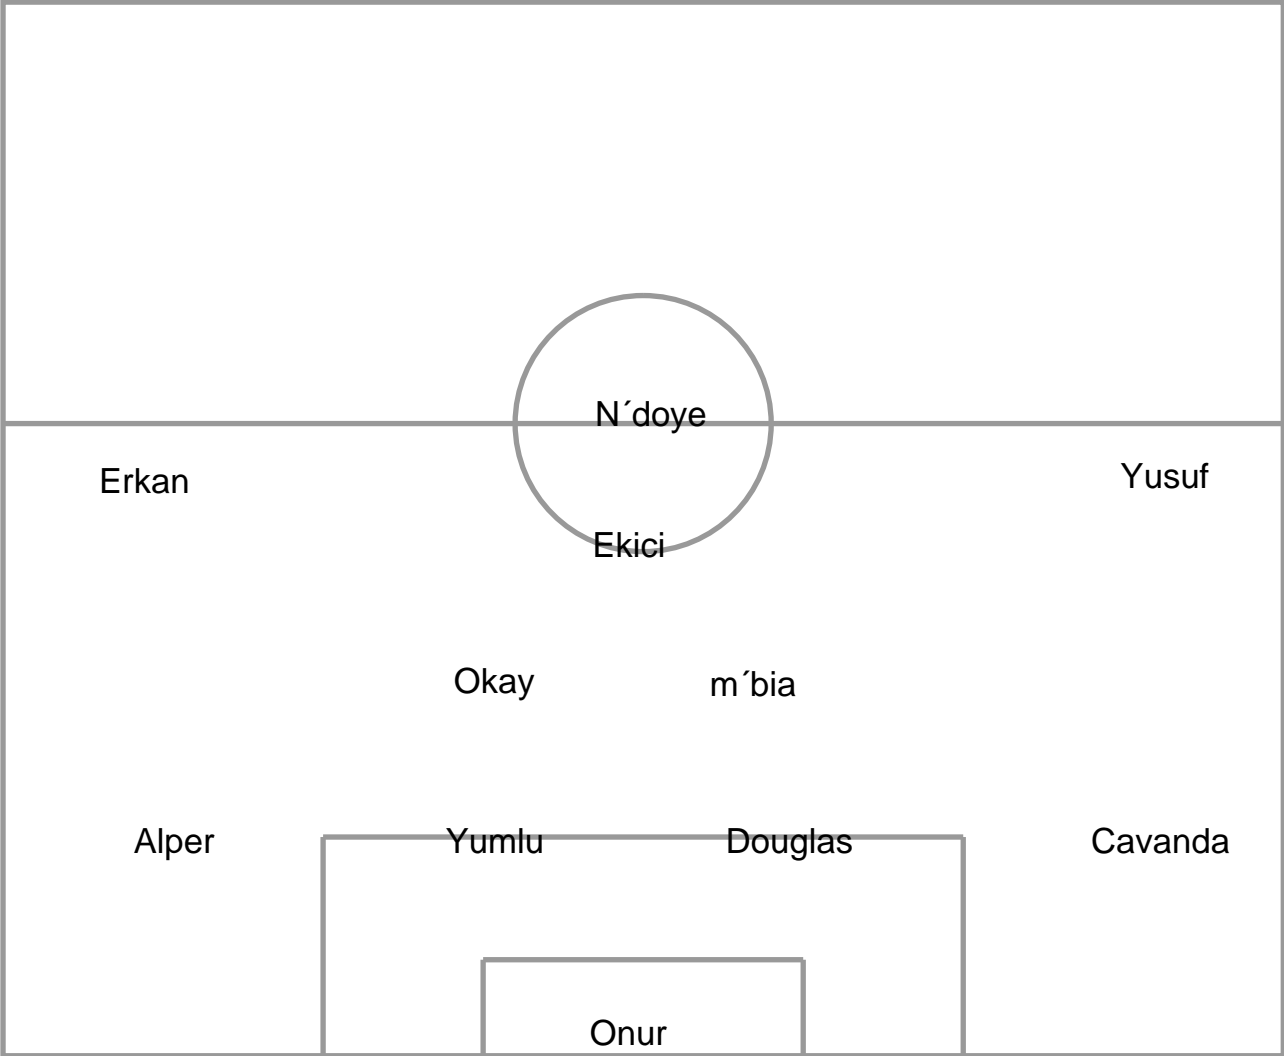 N´doye
Erkan
Yusuf
Ekici
Okay
m´bia
Alper
Yumlu
Douglas
Cavanda
Onur